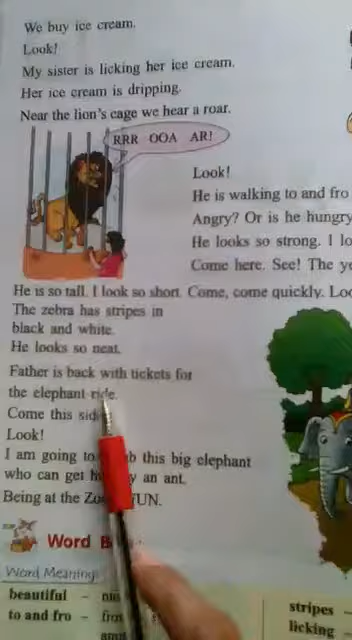 We buy ice cream.
Look!
My sister is licking her ice cream.
Her ice cream is dripping.
Near the lion's cage we hear a roar.
RRR OOA AR!
Look!
He is walking to and fro
Angry? Or is he hungry
He looks so strong. I lo
Come here. See! The ye
He is so tall. I look so short. Come, come quickly. Loo
The zebra has stripes in
black and white.
He looks so neat.
Father is back with tickets for
the elephant ride.
Come this sid
Look!
I am going to b this big elephant
who can get h y an ant.
Being at the Zoo FUN.
Word B
Word Meaning
beautiful -
to and fro -
stripes -
licking -